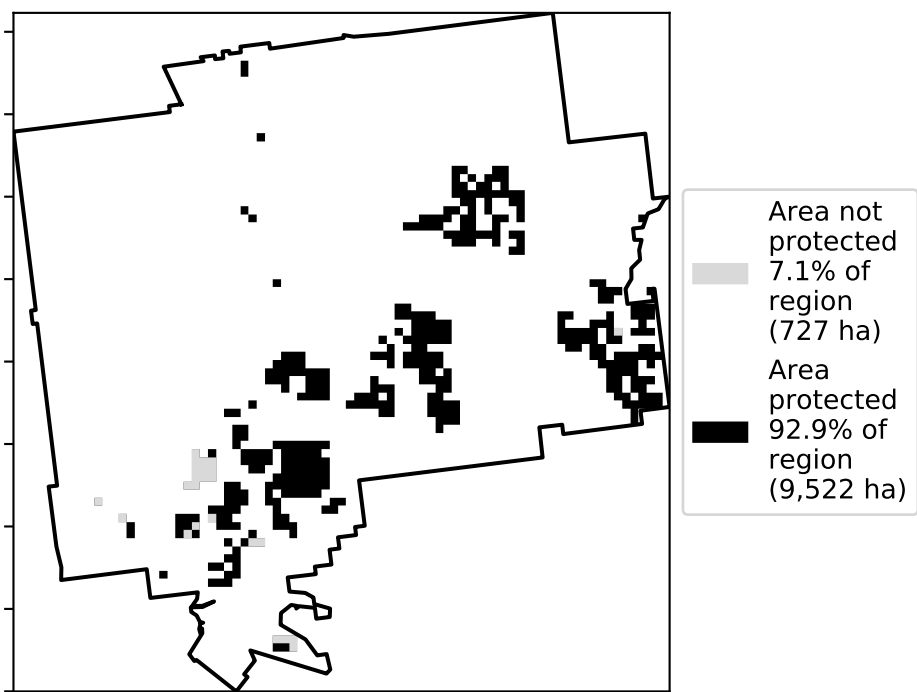 Area not
protected
7.1% of
region
(727 ha)
Area
protected
92.9% of
region
(9,522 ha)